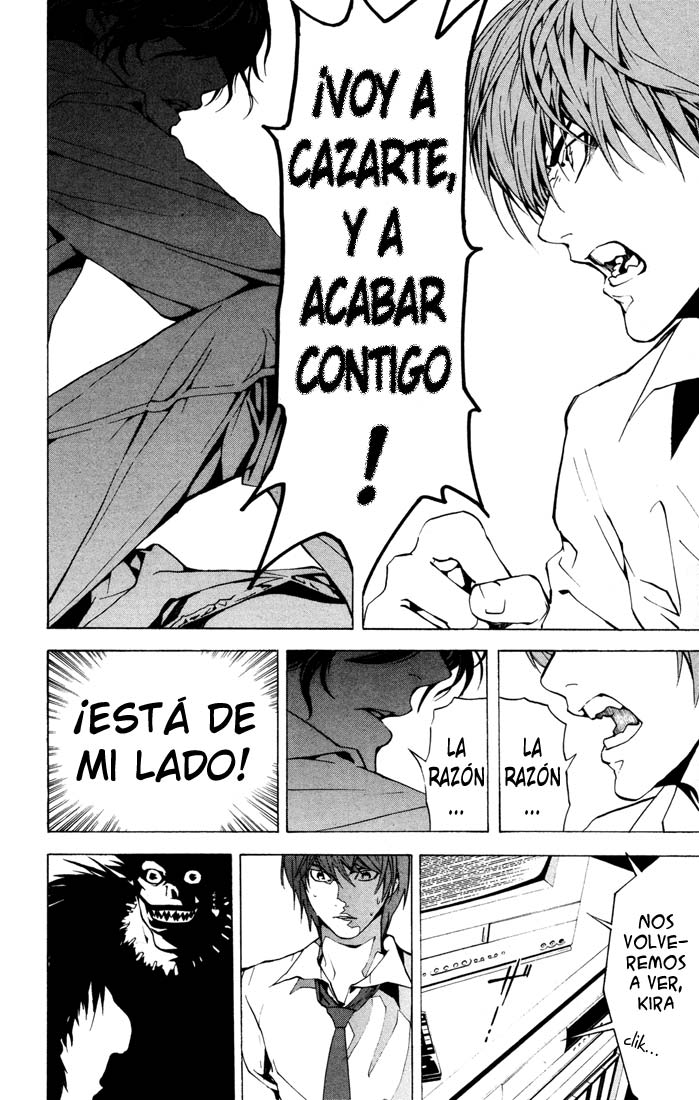 ¡VOY A
CAZARTE,
Y A
ACABAR
CONTIGO
!
LA
RAZÓN
...
LA
RAZÓN
...
¡ESTÁ DE
MI LADO!
NOS
VOLVE-
REMOS
A VER,
KIRA
clik...